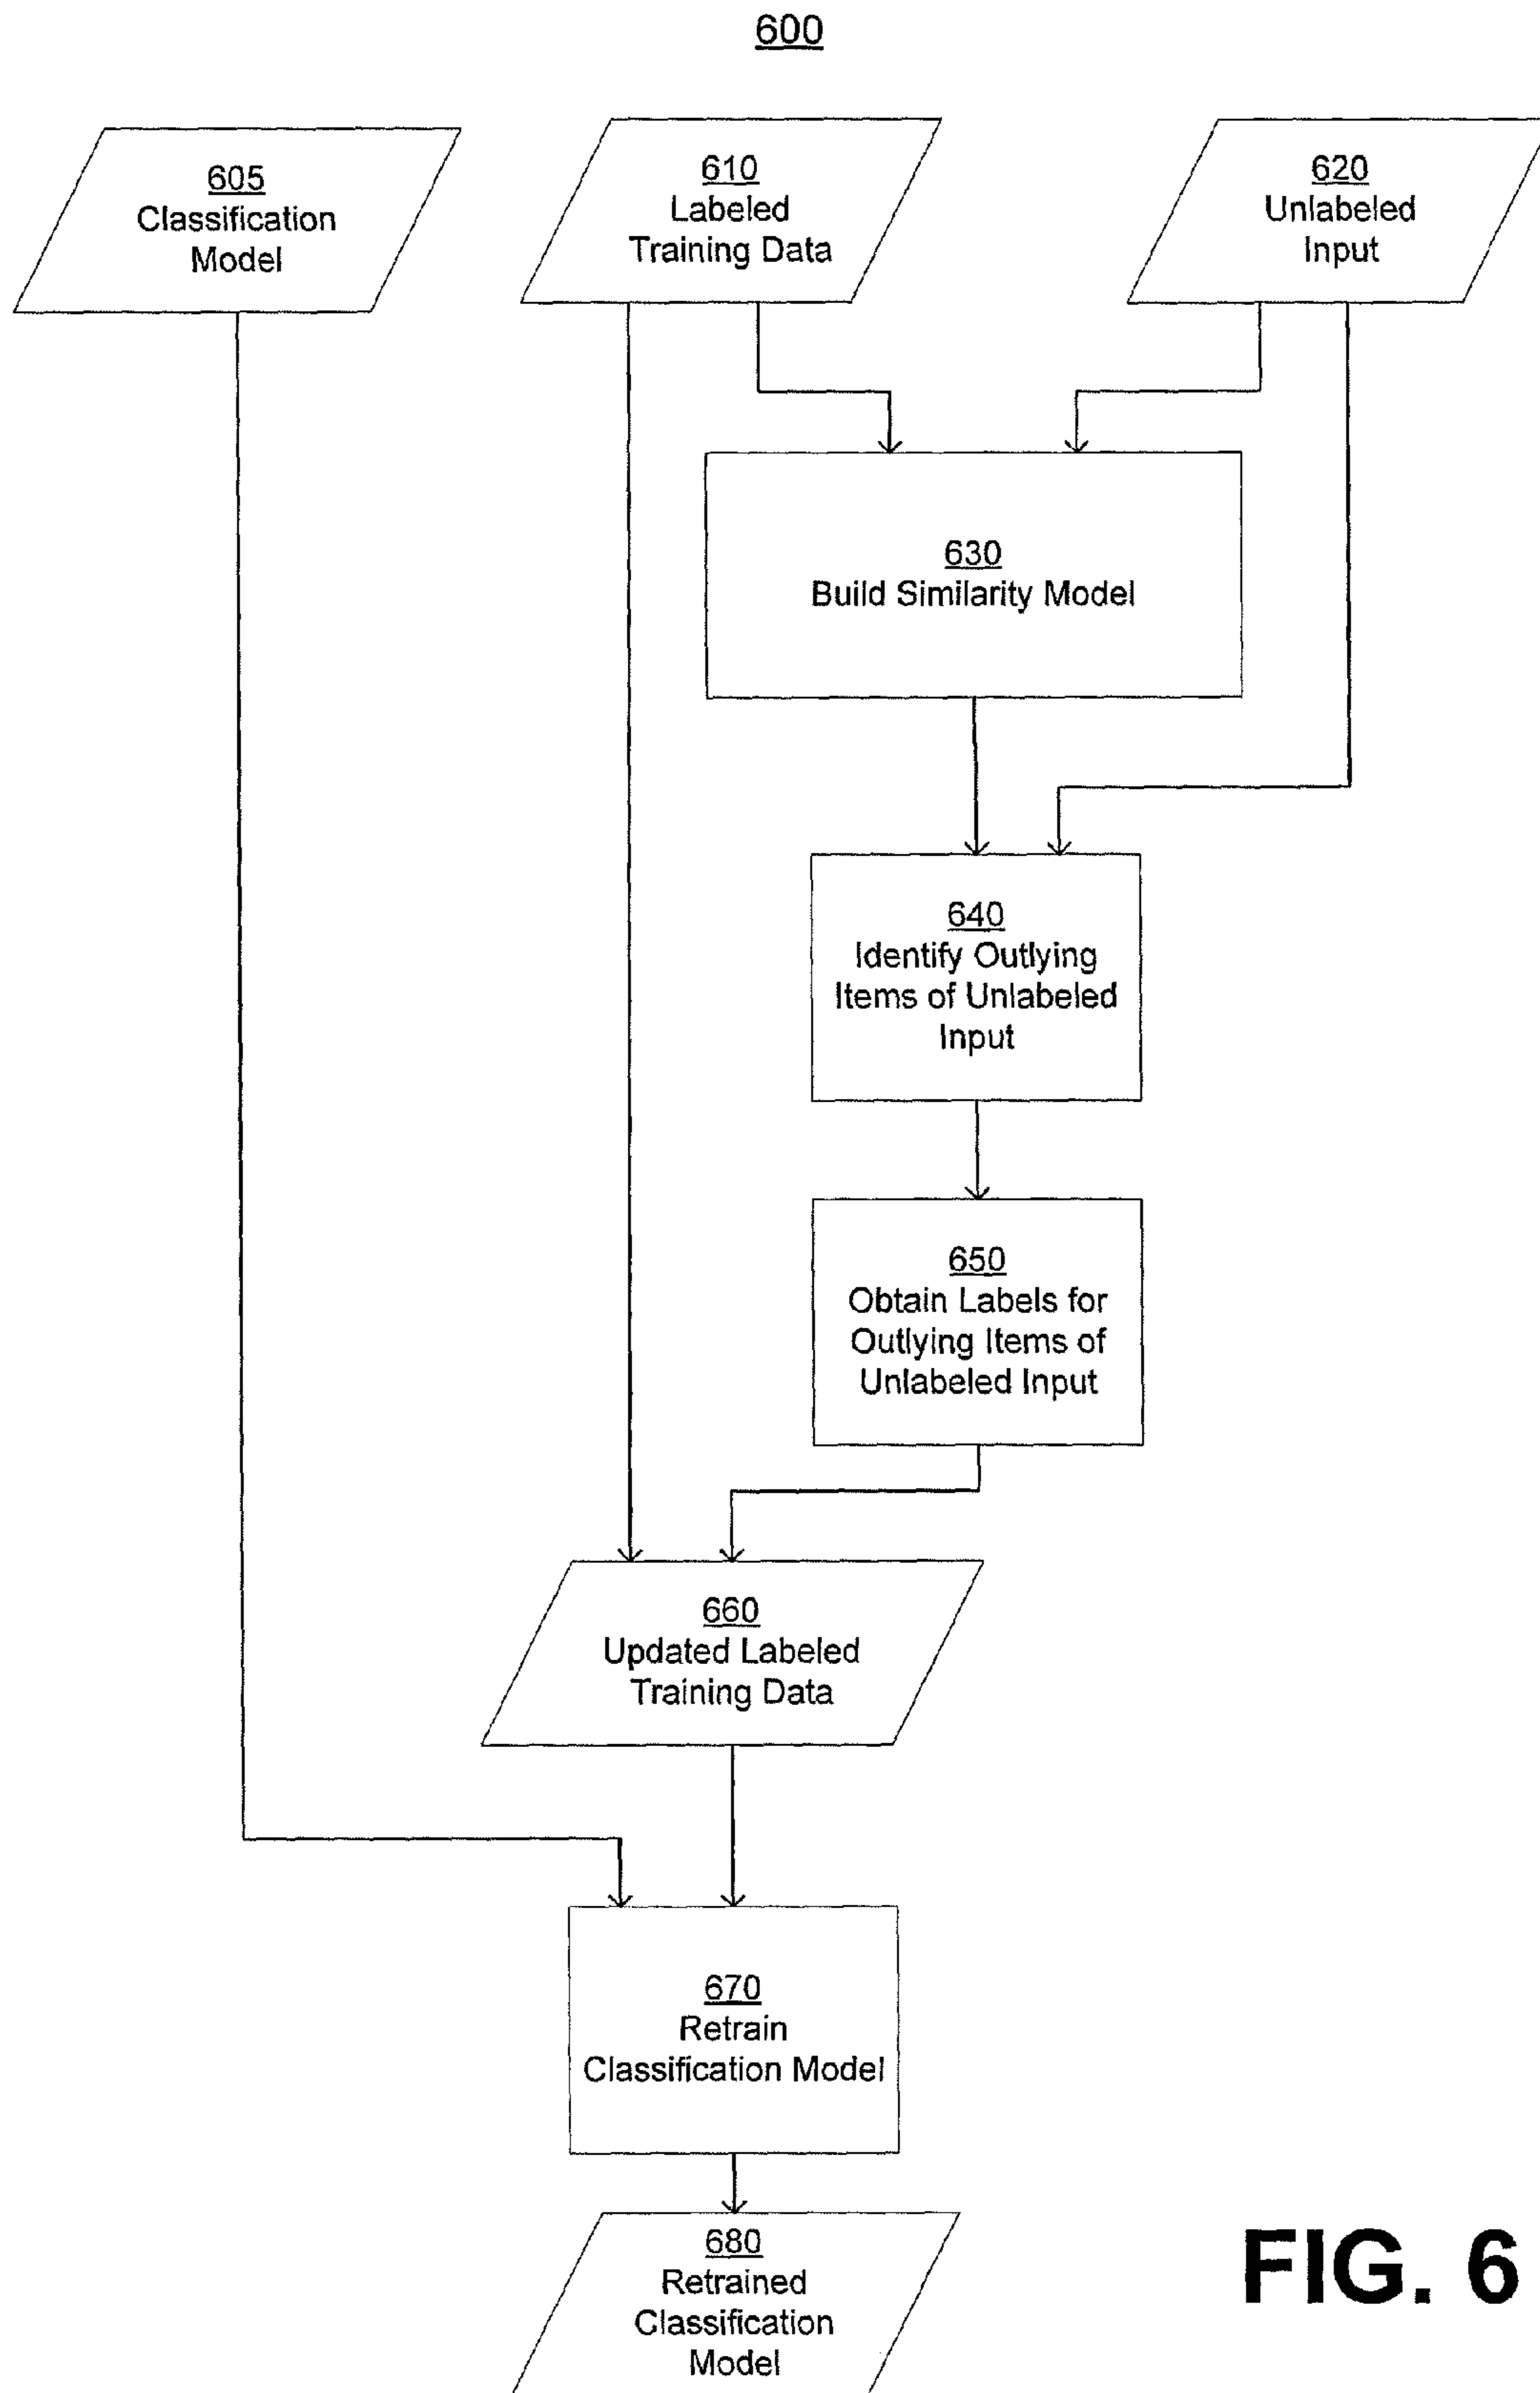 600
605
Classification
Model
610
Labeled
Training Data
620
Unlabeled
Input
630
Build Similarity Model
640
Identify Outlying
Items of Unlabeled
Input
650
Obtain Labels for
Outlying Items of
Unlabeled Input
660
Updated Labeled
Training Data
670
Retrain
Classification Model
680
Retrained
Classification
Model
FIG. 6